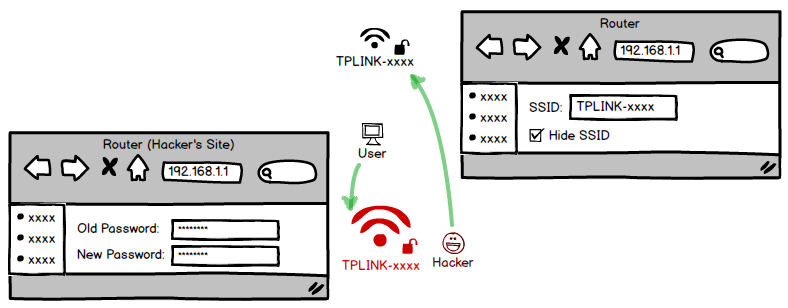 Router
192.168.1.1
xxxx
xxxx
xxxx
SSID:
TPLINK-xxxx
Hide SSID
TPLINK-xxxx
User
Router (Hacker's Site)
192.168.1.1
xxxx
xxxx
xxxx
Old Password: ********
New Password: ********
TPLINK-xxxx
Hacker